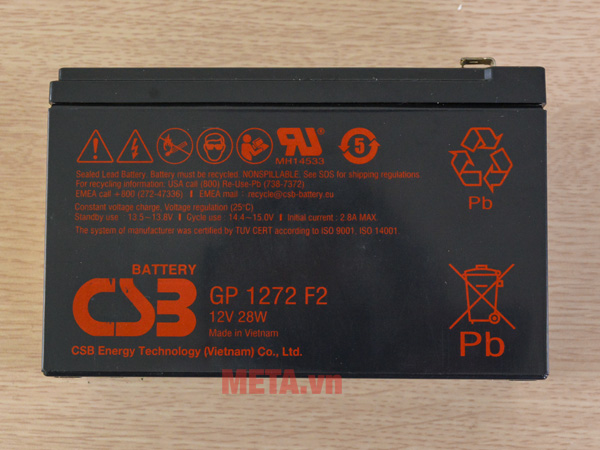 MH14533
5
Sealed Lead Battery. Battery must be recycled. NONSPILLABLE. See SOS for shipping regulations.
For recycling information: USA call (800) Re-Use-Pb (738-7372)
EMEA call +800 (272-47336) I EMEA mail : recycle@csb-battery.eu
Constant voltage charge, Voltage regulation (25°C)
Standby use : 13.5~13.8V I Cycle use : 14.4~15.0V I Initial current : 2.8A MAX.
The system of manufacturer was certified by TUV CERT according to ISO 9001, ISO 14001.
Pb
BATTERY
CSB
GP 1272 F2
12V 28W
Made in Vietnam
CSB Energy Technology (Vietnam) Co., Ltd.
Pb
META.vn